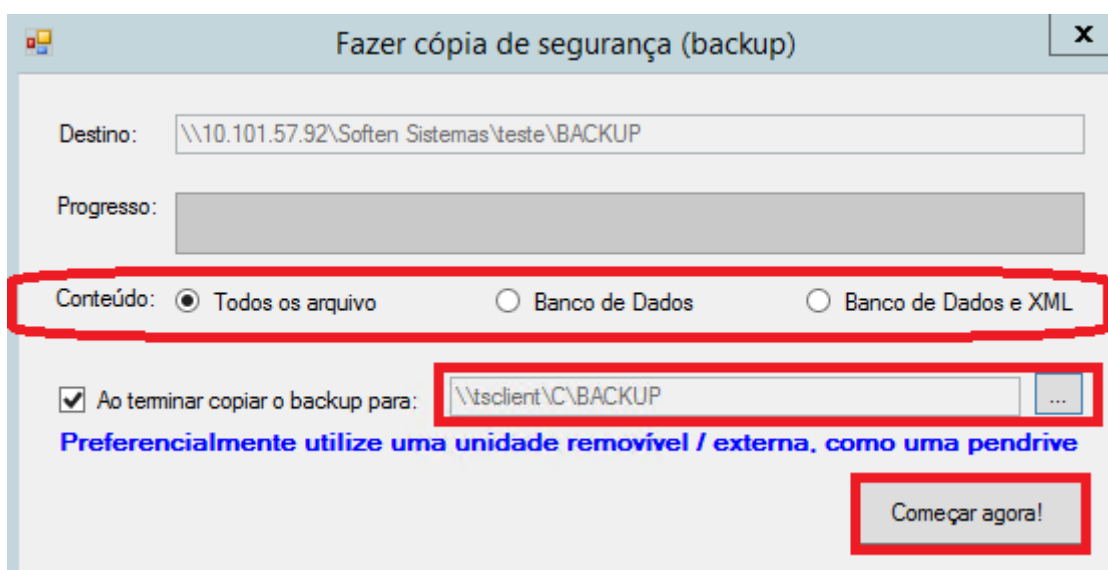 Fazer cópia de segurança (backup)
x
Destino: \\10.101.57.92\Soften Sistemas\teste\BACKUP
Progresso:
Conteúdo: Todos os arquivo Banco de Dados Banco de Dados e XML
Ao terminar copiar o backup para: \\tsclient\C\BACKUP ...
Preferencialmente utilize uma unidade removível / externa, como uma pendrive
Começar agora!